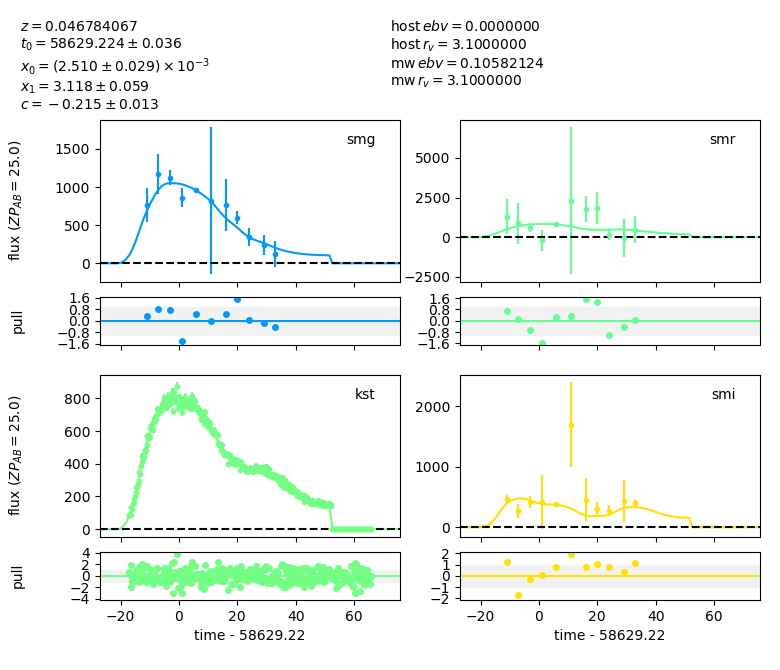 z = 0.046784067
t₀ = 58629.224 ± 0.036
x₀ = (2.510 ± 0.029) × 10⁻³
x₁ = 3.118 ± 0.059
c = −0.215 ± 0.013
host ebv = 0.0000000
host r_v = 3.1000000
mw ebv = 0.10582124
mw r_v = 3.1000000
flux (ZP_AB = 25.0)
1500
1000
500
0
smg
5000
2500
0
−2500
smr
pull
1.6
0.8
0.0
−0.8
−1.6
1.6
0.8
0.0
−0.8
−1.6
flux (ZP_AB = 25.0)
800
600
400
200
0
kst
2000
1000
0
smi
pull
4
2
0
−2
−4
−20 0 20 40 60
time - 58629.22
2
1
0
−1
−2
−20 0 20 40 60
time - 58629.22